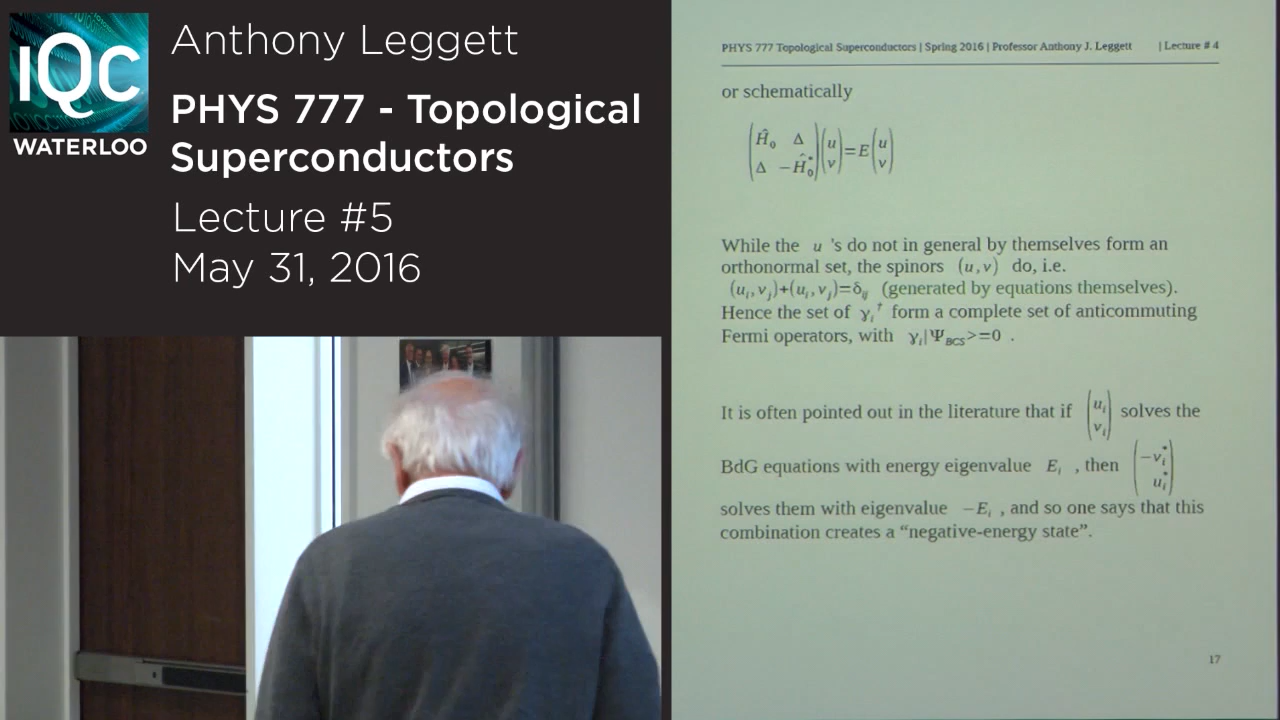 IQC
WATERLOO
Anthony Leggett
PHYS 777 - Topological
Superconductors
Lecture #5
May 31, 2016
PHYS 777 Topological Superconductors | Spring 2016 | Professor Anthony J. Leggett | Lecture # 4
or schematically
(Ĥ₀ Δ) (u) = E (u)
(Δ −Ĥ₀*) (v) (v)
While the u 's do not in general by themselves form an
orthonormal set, the spinors (u,v) do, i.e.
(uᵢ,vⱼ)+(uᵢ,vⱼ)=δᵢⱼ (generated by equations themselves).
Hence the set of γᵢ† form a complete set of anticommuting
Fermi operators, with γᵢ|Ψ_BCS>=0 .
It is often pointed out in the literature that if (uᵢ vᵢ) solves the
BdG equations with energy eigenvalue Eᵢ , then (−vᵢ* uᵢ*)
solves them with eigenvalue −Eᵢ , and so one says that this
combination creates a “negative-energy state”.
17